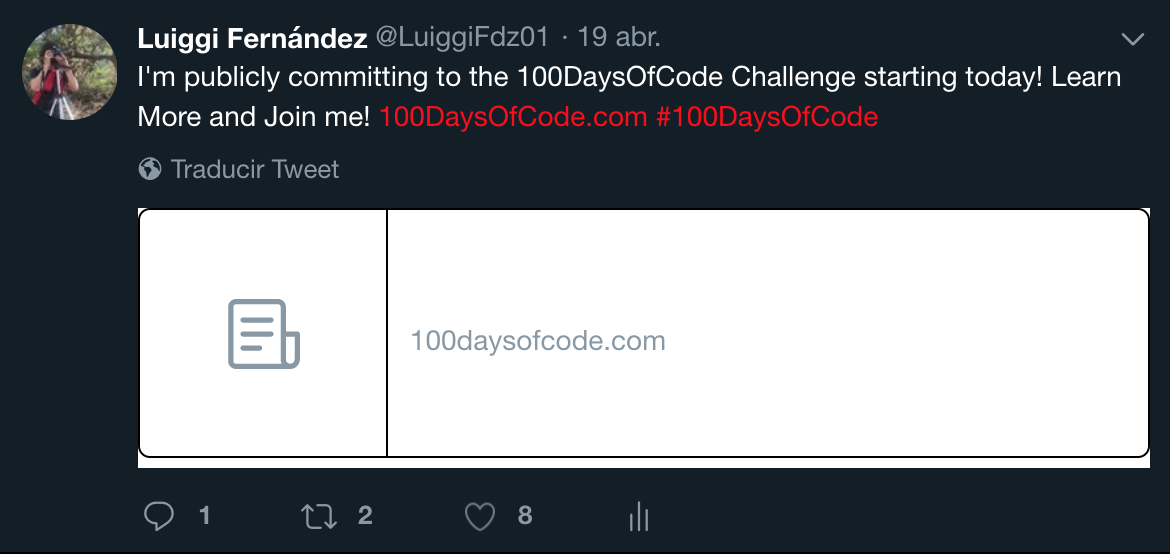 Luiggi Fernández @LuiggiFdz01 · 19 abr.
I'm publicly committing to the 100DaysOfCode Challenge starting today! Learn
More and Join me! 100DaysOfCode.com #100DaysOfCode
Traducir Tweet
100daysofcode.com
1 2 8